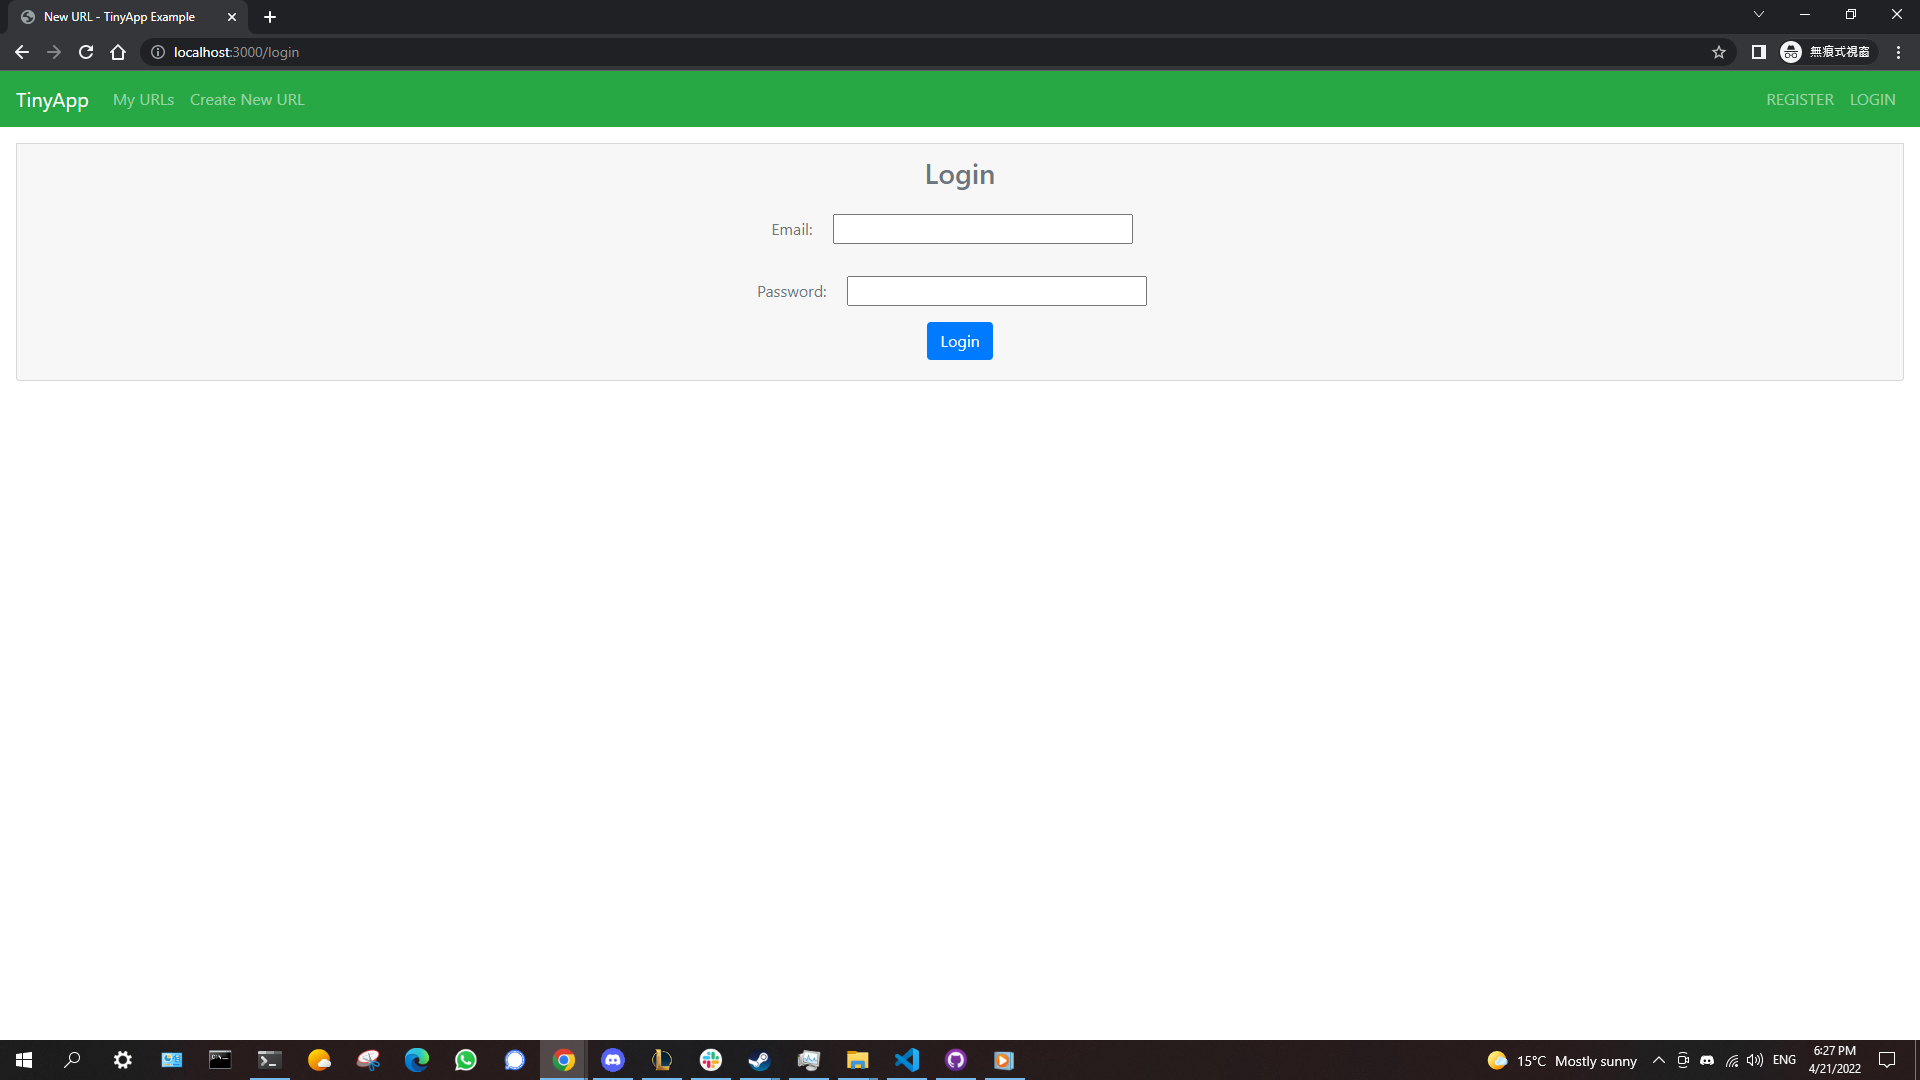 New URL - TinyApp Example
localhost:3000/login
無痕式視窗
TinyApp My URLs Create New URL REGISTER LOGIN
Login
Email:
Password:
Login
15°C Mostly sunny
ENG
6:27 PM
4/21/2022